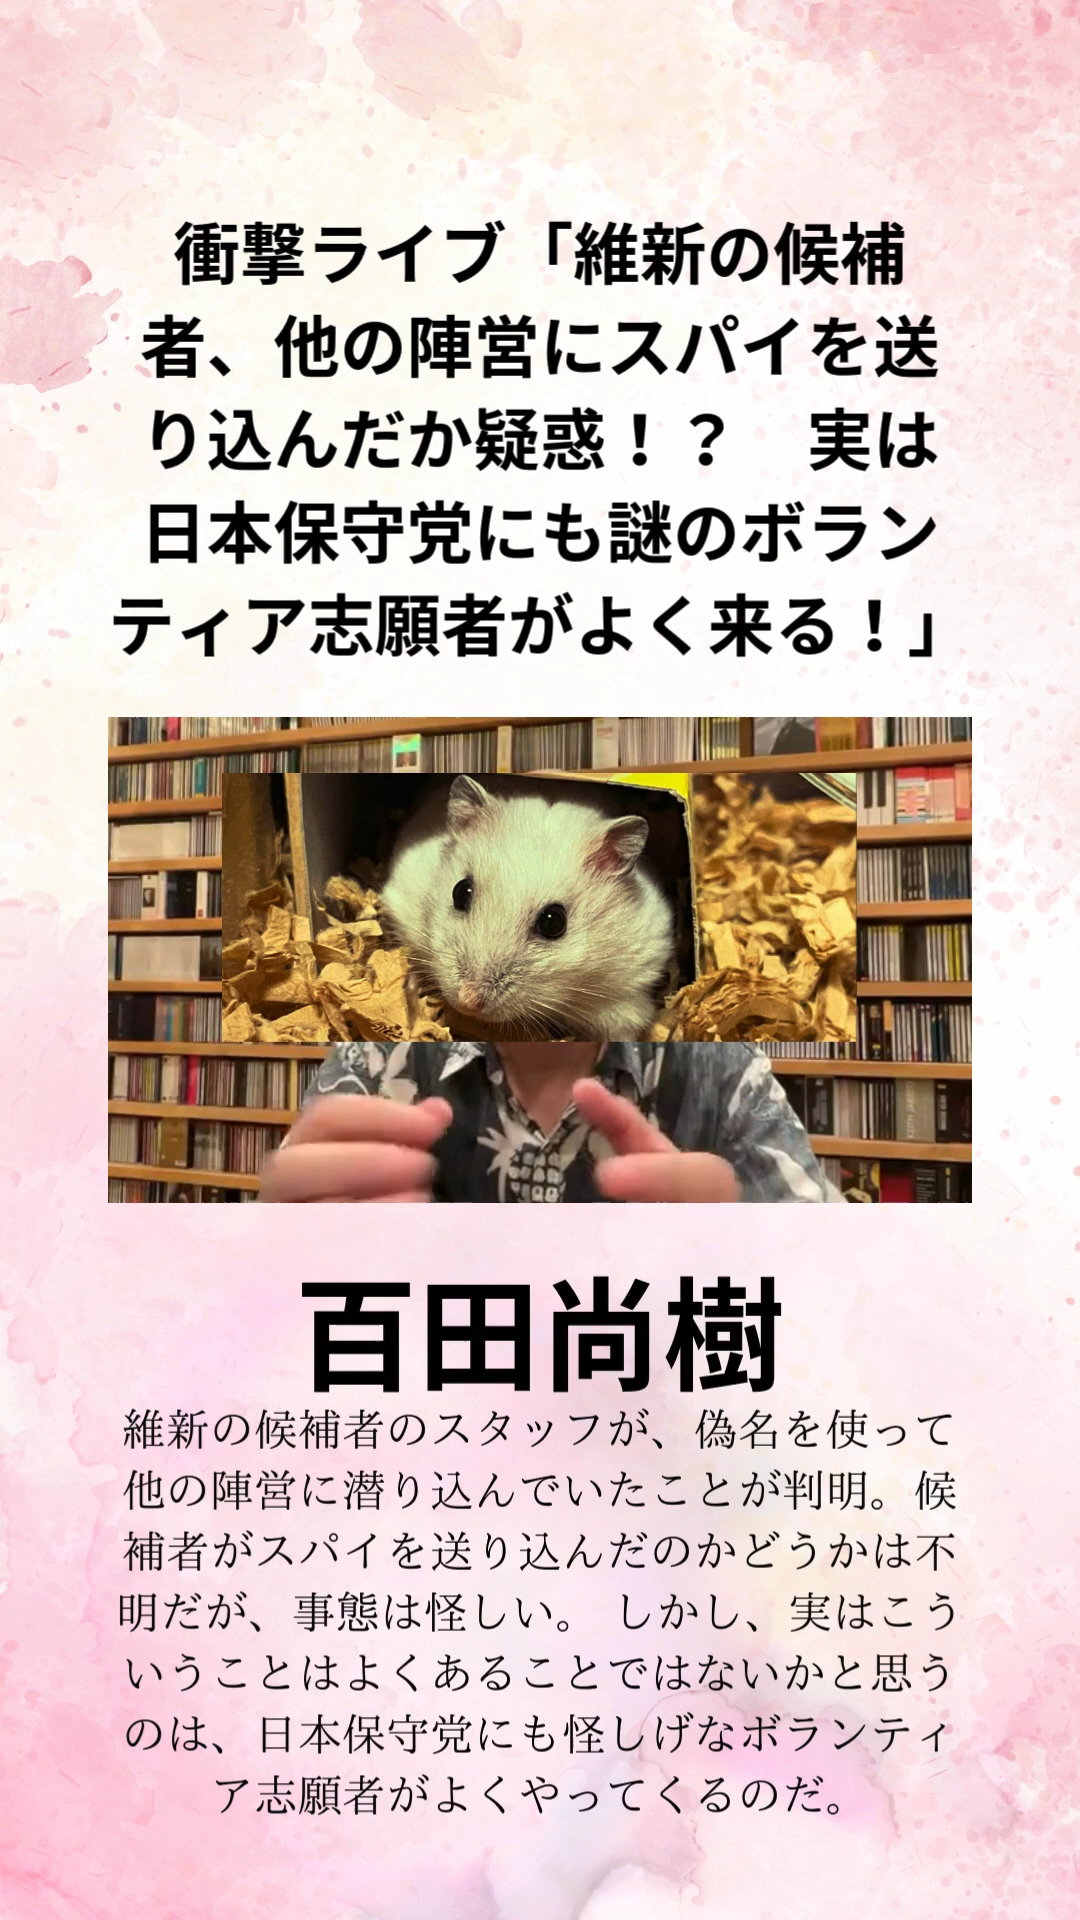 衝撃ライブ「維新の候補
者、他の陣営にスパイを送
り込んだか疑惑！？　実は
日本保守党にも謎のボラン
ティア志願者がよく来る！」
百田尚樹
維新の候補者のスタッフが、偽名を使って
他の陣営に潜り込んでいたことが判明。候
補者がスパイを送り込んだのかどうかは不
明だが、事態は怪しい。 しかし、実はこう
いうことはよくあることではないかと思う
のは、日本保守党にも怪しげなボランティ
ア志願者がよくやってくるのだ。